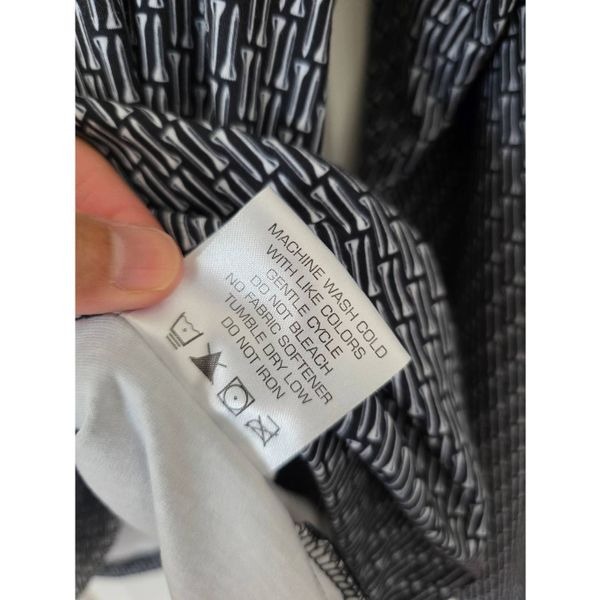 MACHINE WASH COLD
WITH LIKE COLORS
GENTLE CYCLE
DO NOT BLEACH
NO FABRIC SOFTENER
TUMBLE DRY LOW
DO NOT IRON